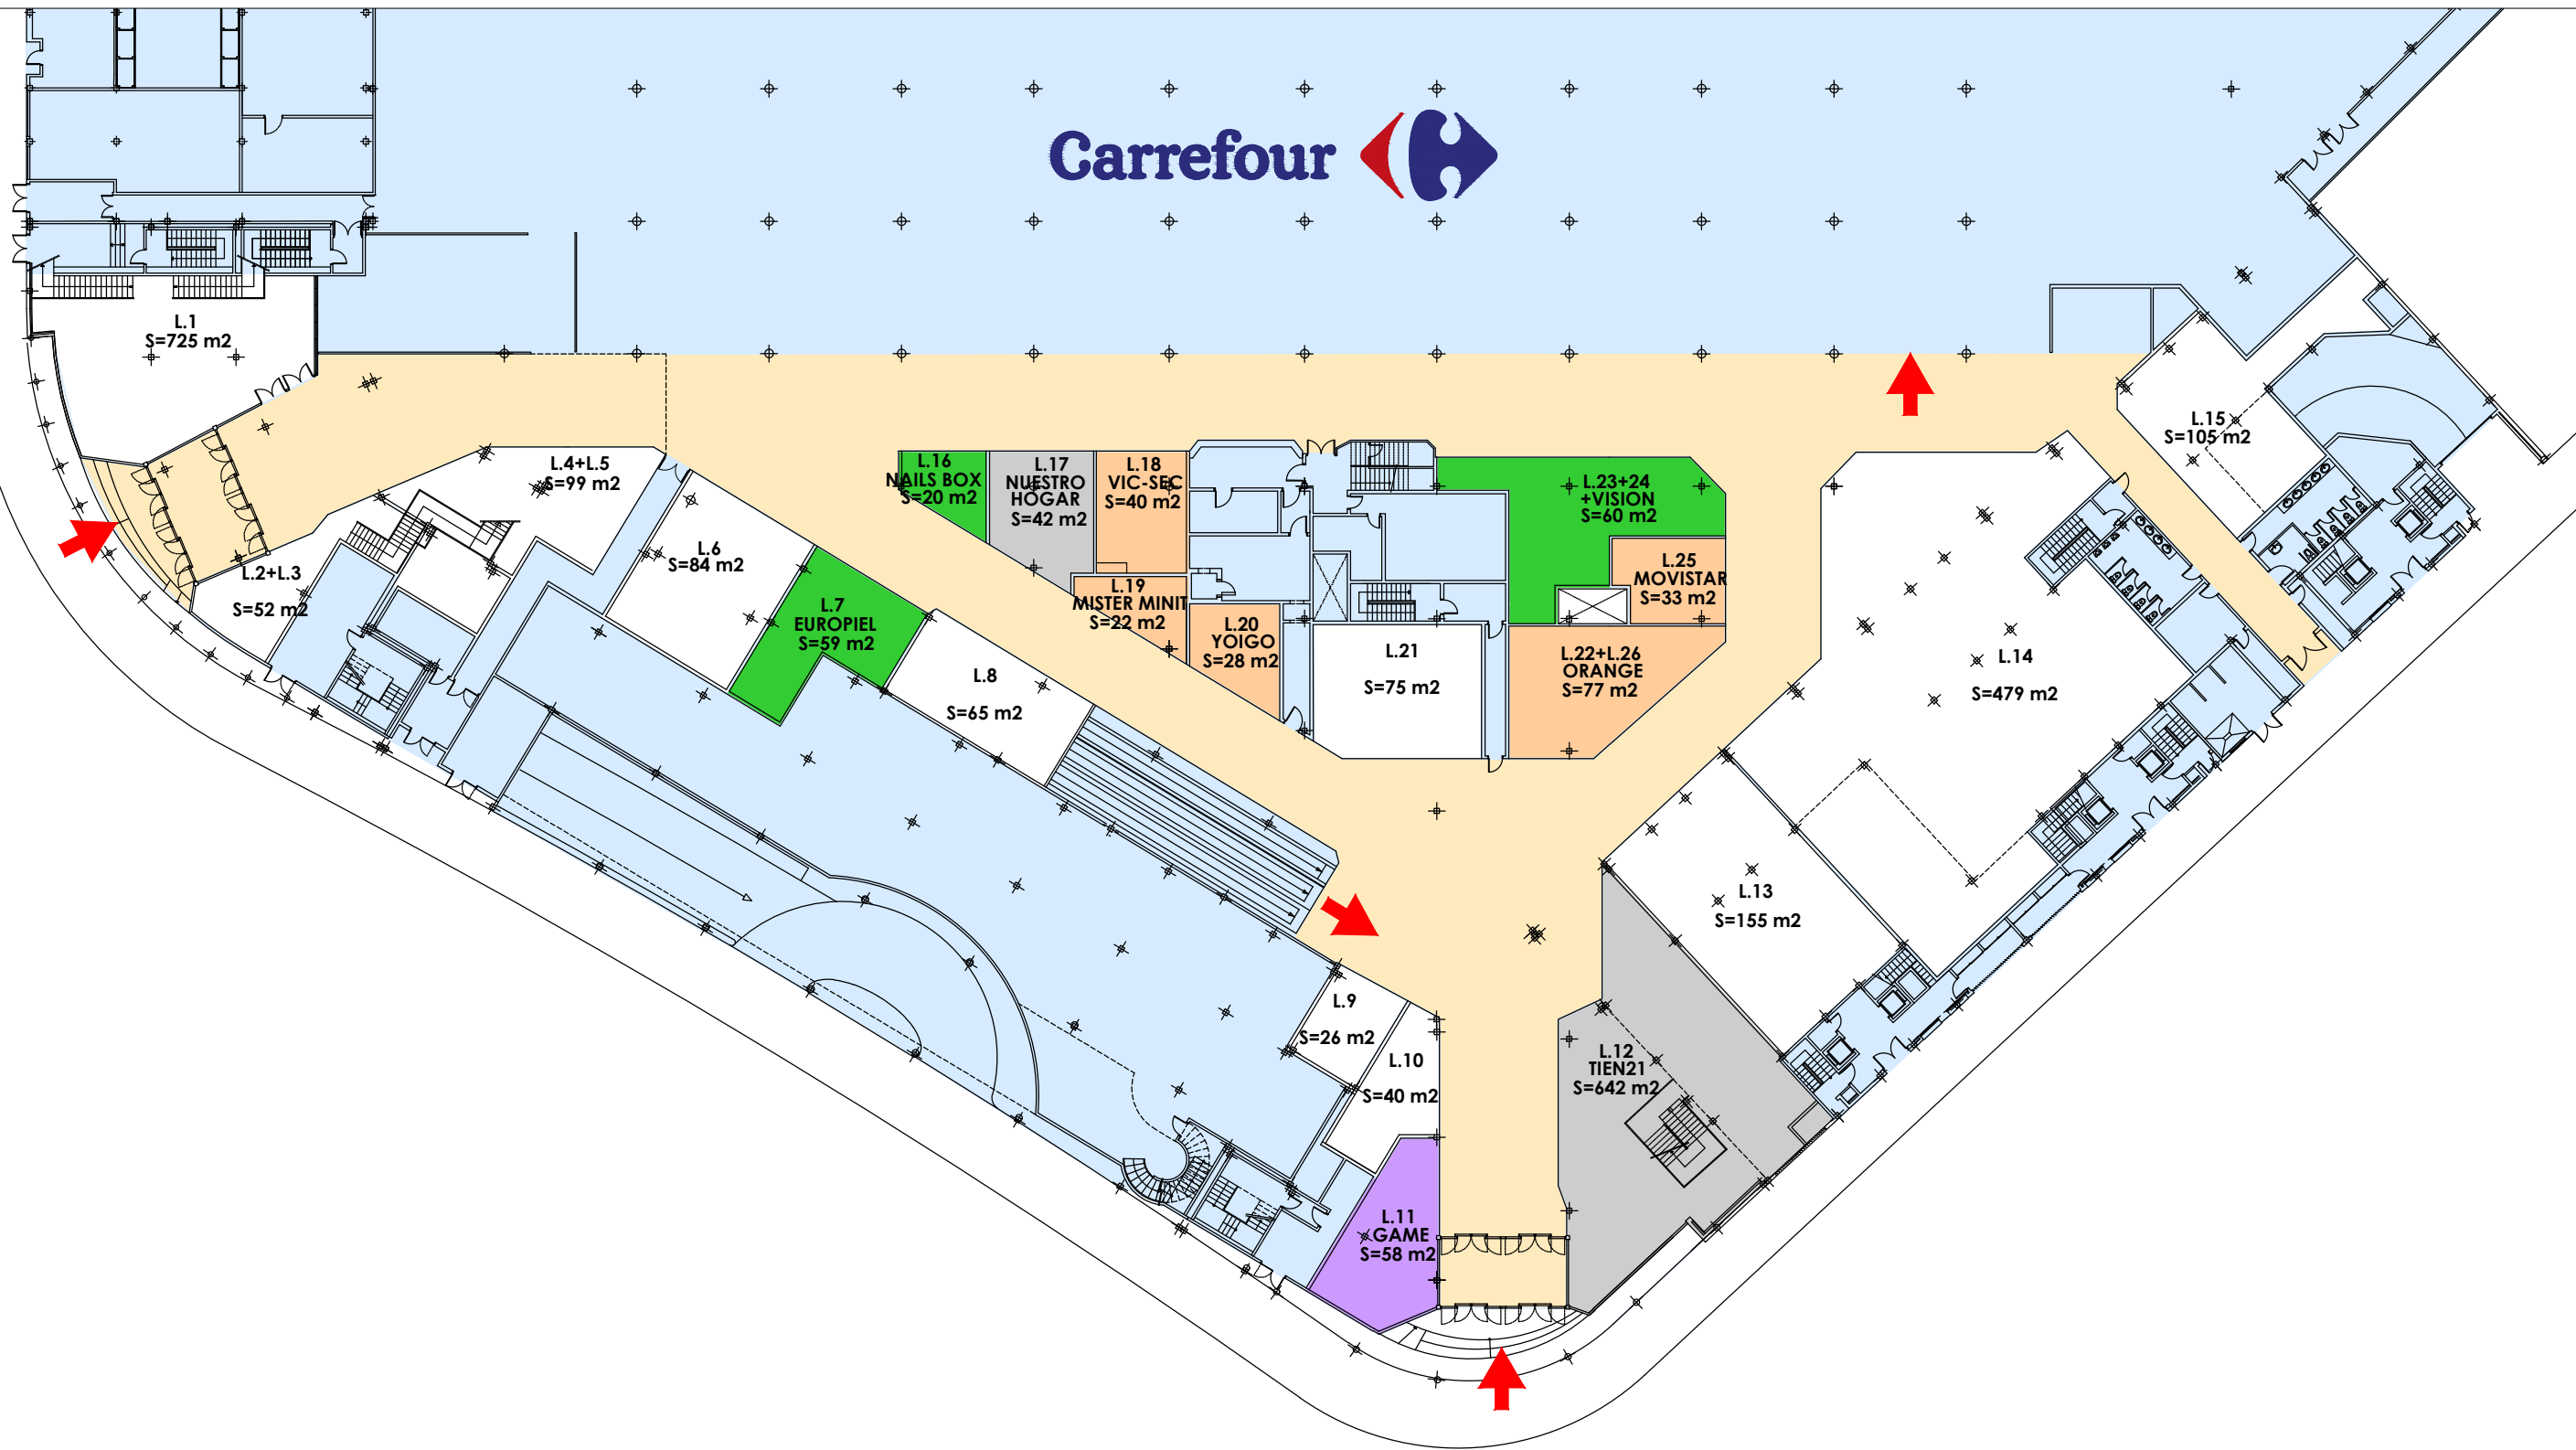 Carrefour
L.1
S=725 m2
L.4+L.5
S=99 m2
L.2+L.3
S=52 m2
L.6
S=84 m2
L.7
EUROPIEL
S=59 m2
L.8
S=65 m2
L.16
NAILS BOX
S=20 m2
L.17
NUESTRO
HOGAR
S=42 m2
L.18
VIC-SEC
S=40 m2
L.19
MISTER MINIT
S=22 m2
L.20
YOIGO
S=28 m2
L.21
S=75 m2
L.23+24
+VISION
S=60 m2
L.25
MOVISTAR
S=33 m2
L.22+L.26
ORANGE
S=77 m2
L.15
S=105 m2
L.14
S=479 m2
L.13
S=155 m2
L.9
S=26 m2
L.10
S=40 m2
L.12
TIEN21
S=642 m2
L.11
GAME
S=58 m2